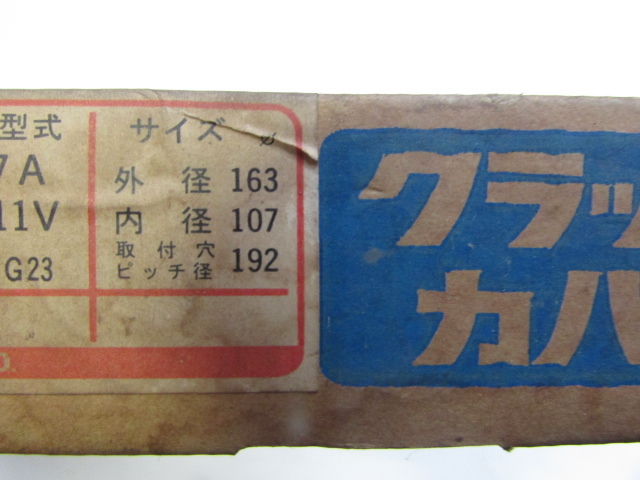 型式
サイズ φ
7A
外径 163
11V
内径 107
G23
取付穴
ピッチ径 192
クラッ
カバ